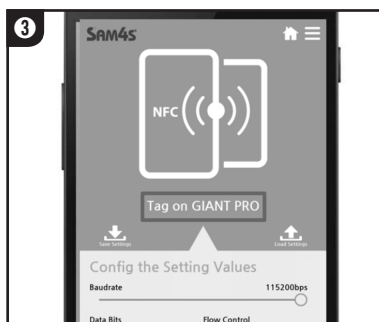 3
SAM4S
NFC
Tag on GIANT PRO
Save Settings
Load Settings
Config the Setting Values
Baudrate
115200bps
Data Bits
Flow Control